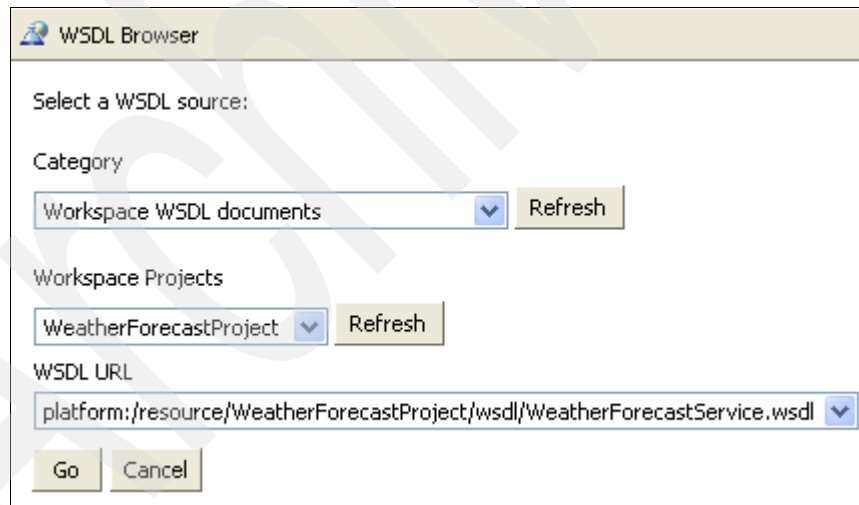 WSDL Browser
Select a WSDL source:
Category
Workspace WSDL documents Refresh
Workspace Projects
WeatherForecastProject Refresh
WSDL URL
platform:/resource/WeatherForecastProject/wsdl/WeatherForecastService.wsdl
Go Cancel